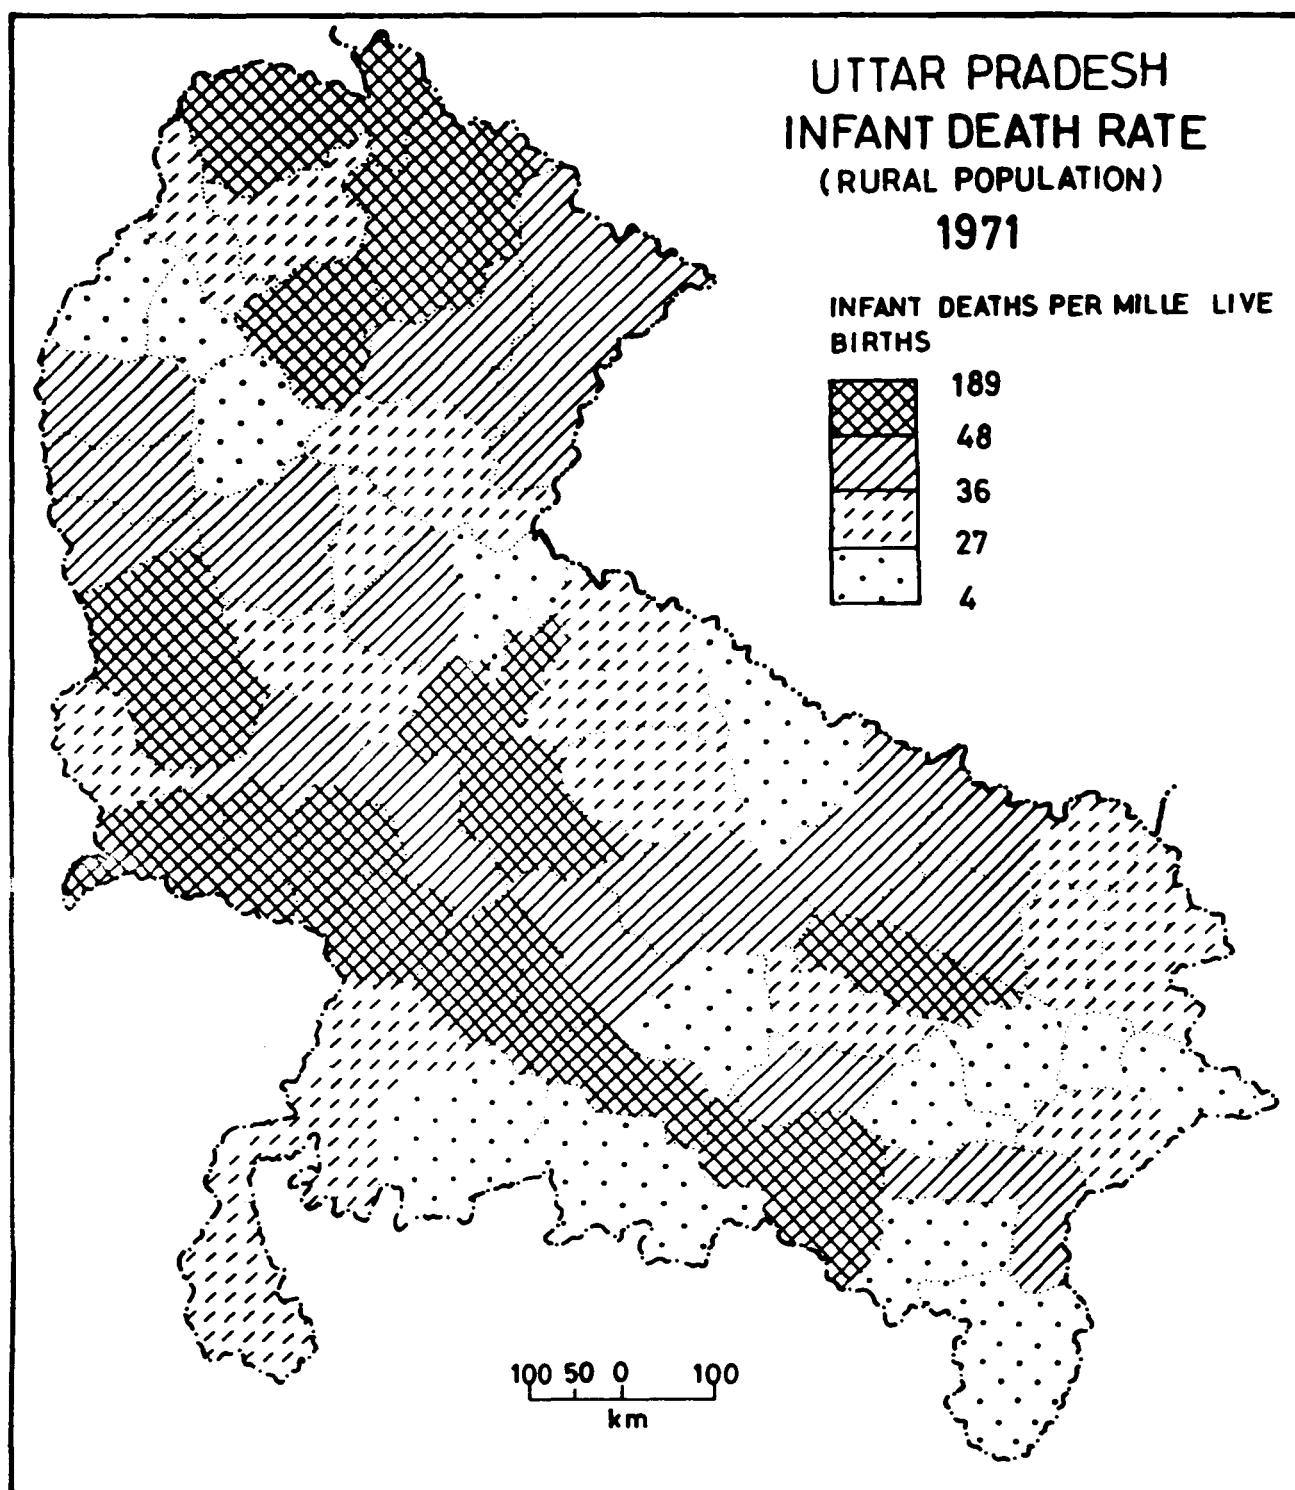 UTTAR PRADESH
INFANT DEATH RATE
(RURAL POPULATION)
1971
INFANT DEATHS PER MILLE LIVE
BIRTHS
189
48
36
27
4
100 50 0 100
km